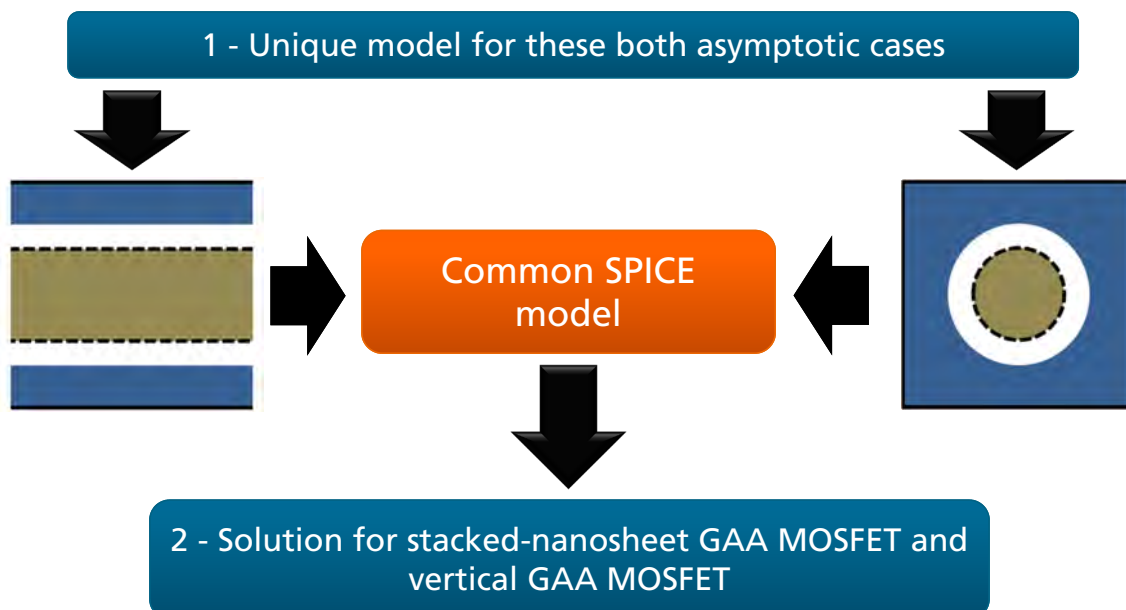 1 - Unique model for these both asymptotic cases
Common SPICE
model
2 - Solution for stacked-nanosheet GAA MOSFET and
vertical GAA MOSFET